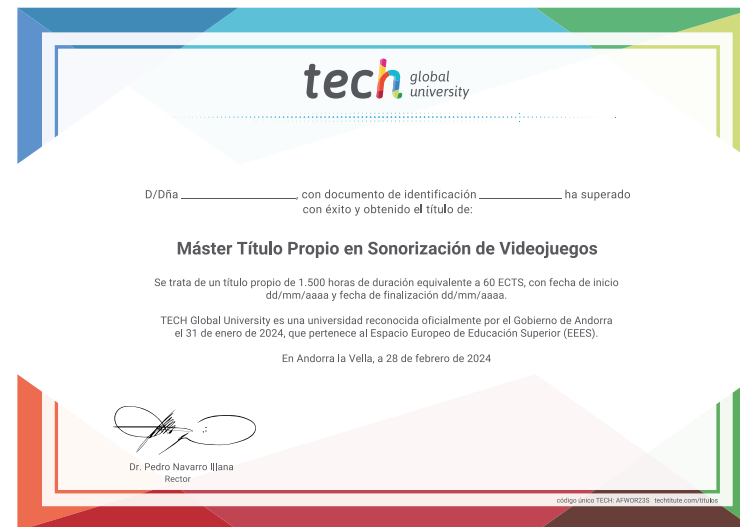 tech global university
D/Dña ____________________, con documento de identificación ______________ ha superado
con éxito y obtenido el título de:
Máster Título Propio en Sonorización de Videojuegos
Se trata de un título propio de 1.500 horas de duración equivalente a 60 ECTS, con fecha de inicio
dd/mm/aaaa y fecha de finalización dd/mm/aaaa.
TECH Global University es una universidad reconocida oficialmente por el Gobierno de Andorra
el 31 de enero de 2024, que pertenece al Espacio Europeo de Educación Superior (EEES).
En Andorra la Vella, a 28 de febrero de 2024
Dr. Pedro Navarro Illana
Rector
código único TECH: AFWOR23S techtitute.com/titulos